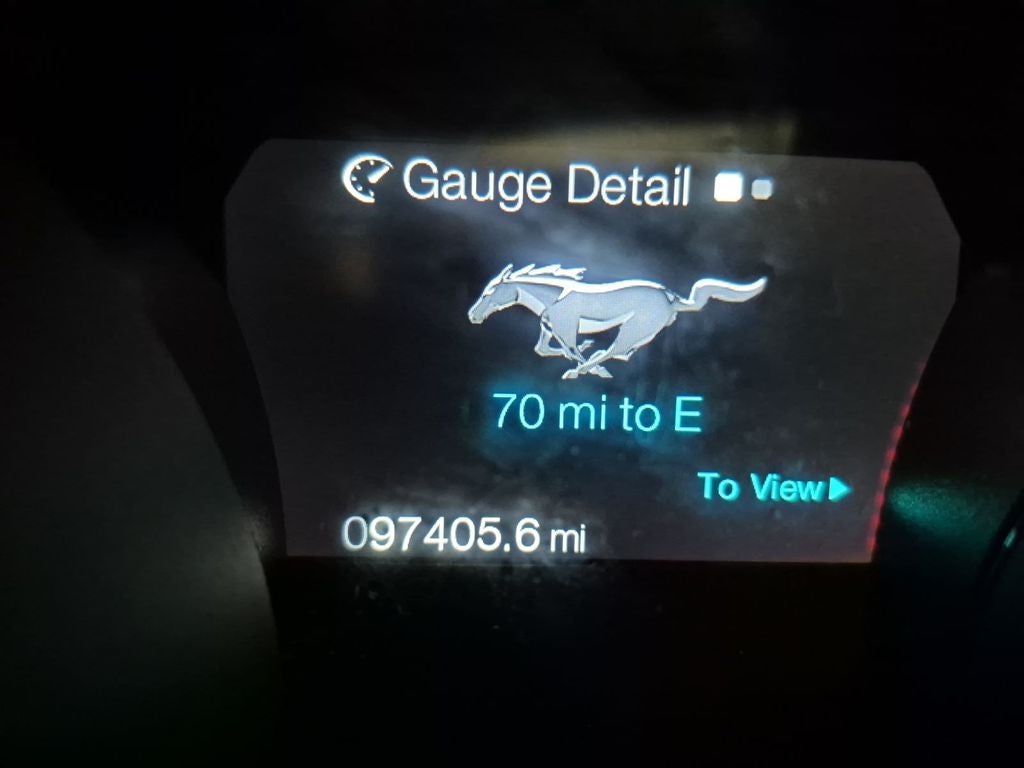 Gauge Detail
70 mi to E
To View
097405.6 mi